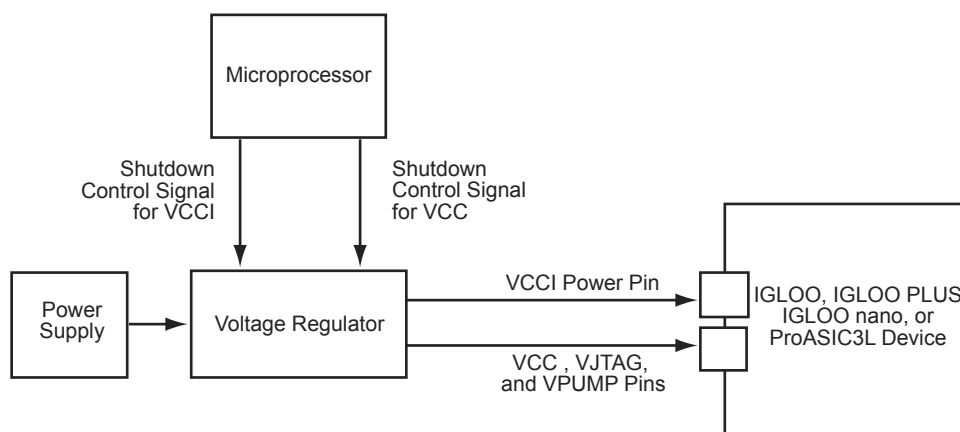 Microprocessor
Shutdown
Control Signal
for VCCI
Shutdown
Control Signal
for VCC
Power
Supply
Voltage Regulator
VCCI Power Pin
VCC , VJTAG,
and VPUMP Pins
IGLOO, IGLOO PLUS
IGLOO nano, or
ProASIC3L Device